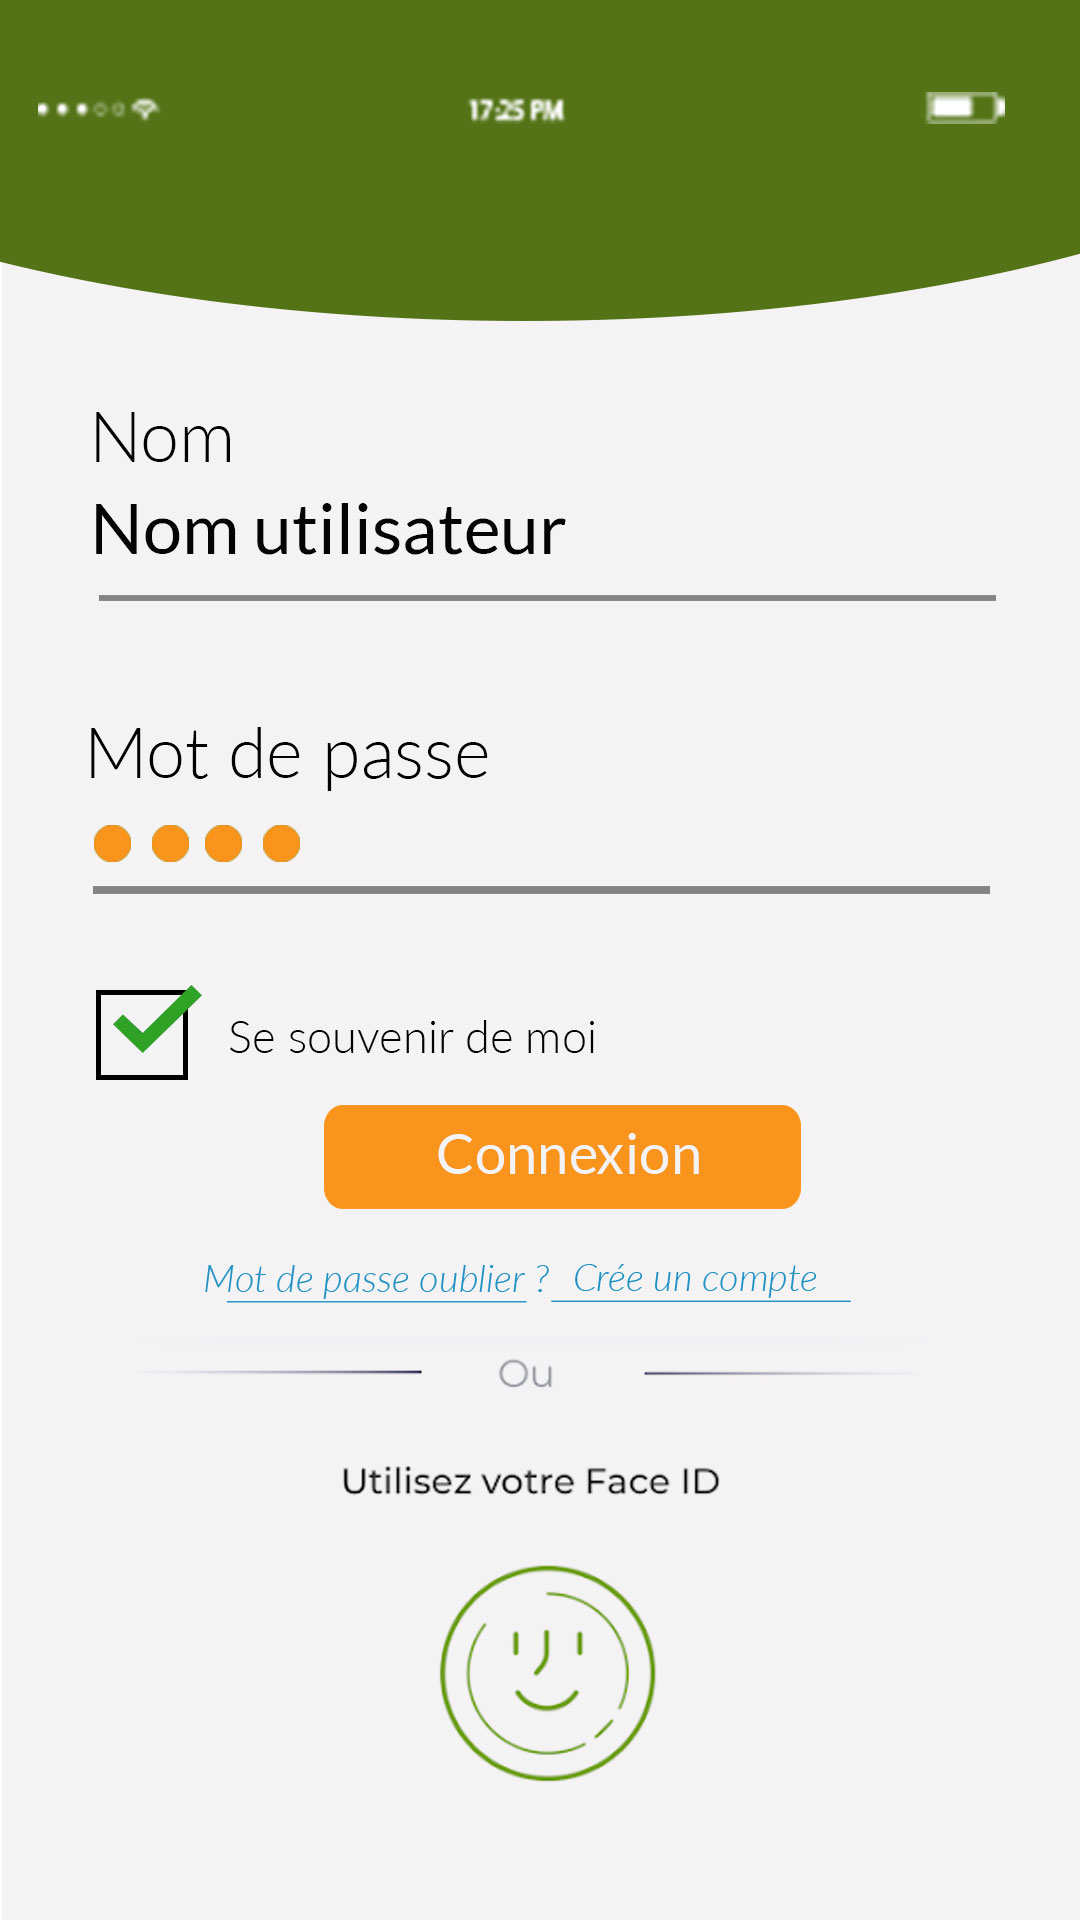 17:25 PM
Nom
Nom utilisateur
Mot de passe
Se souvenir de moi
Connexion
Mot de passe oublier ? Crée un compte
Ou
Utilisez votre Face ID